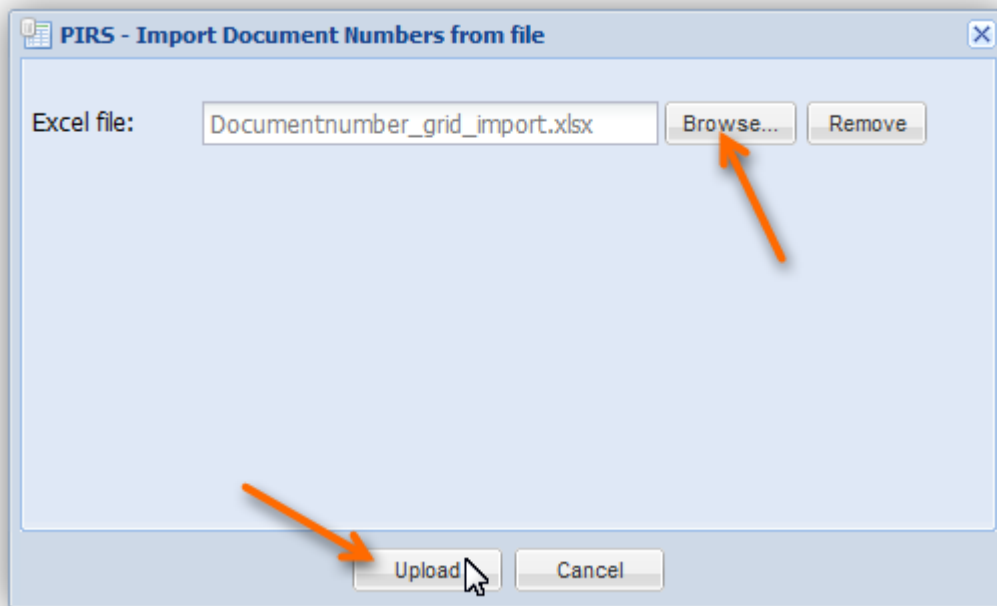 PIRS - Import Document Numbers from file
Excel file: Documentnumber_grid_import.xlsx Browse... Remove
Upload Cancel